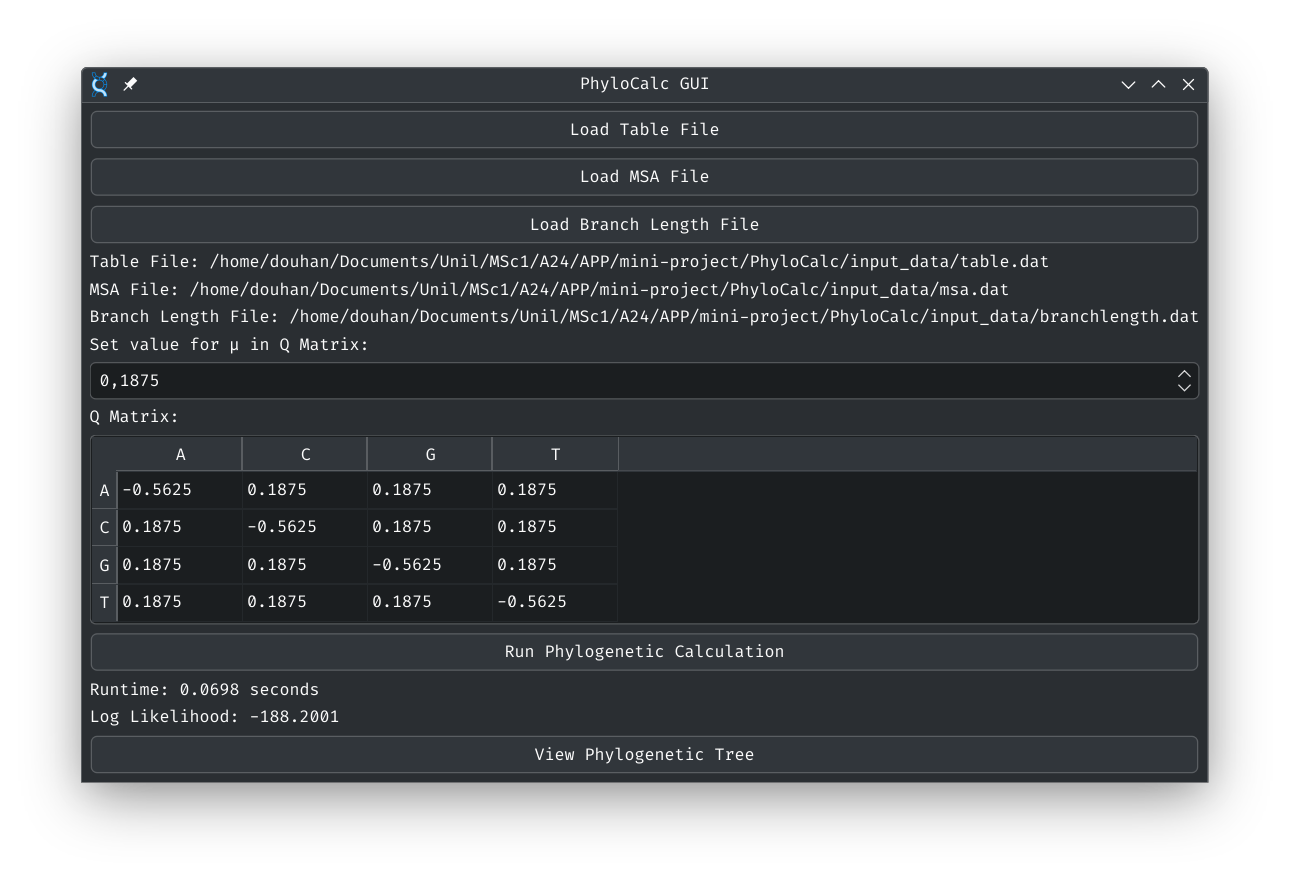 PhyloCalc GUI
Load Table File
Load MSA File
Load Branch Length File
Table File: /home/douhan/Documents/Unil/MSc1/A24/APP/mini-project/PhyloCalc/input_data/table.dat
MSA File: /home/douhan/Documents/Unil/MSc1/A24/APP/mini-project/PhyloCalc/input_data/msa.dat
Branch Length File: /home/douhan/Documents/Unil/MSc1/A24/APP/mini-project/PhyloCalc/input_data/branchlength.dat
Set value for μ in Q Matrix:
0,1875
Q Matrix:
A C G T
A -0.5625 0.1875 0.1875 0.1875
C 0.1875 -0.5625 0.1875 0.1875
G 0.1875 0.1875 -0.5625 0.1875
T 0.1875 0.1875 0.1875 -0.5625
Run Phylogenetic Calculation
Runtime: 0.0698 seconds
Log Likelihood: -188.2001
View Phylogenetic Tree